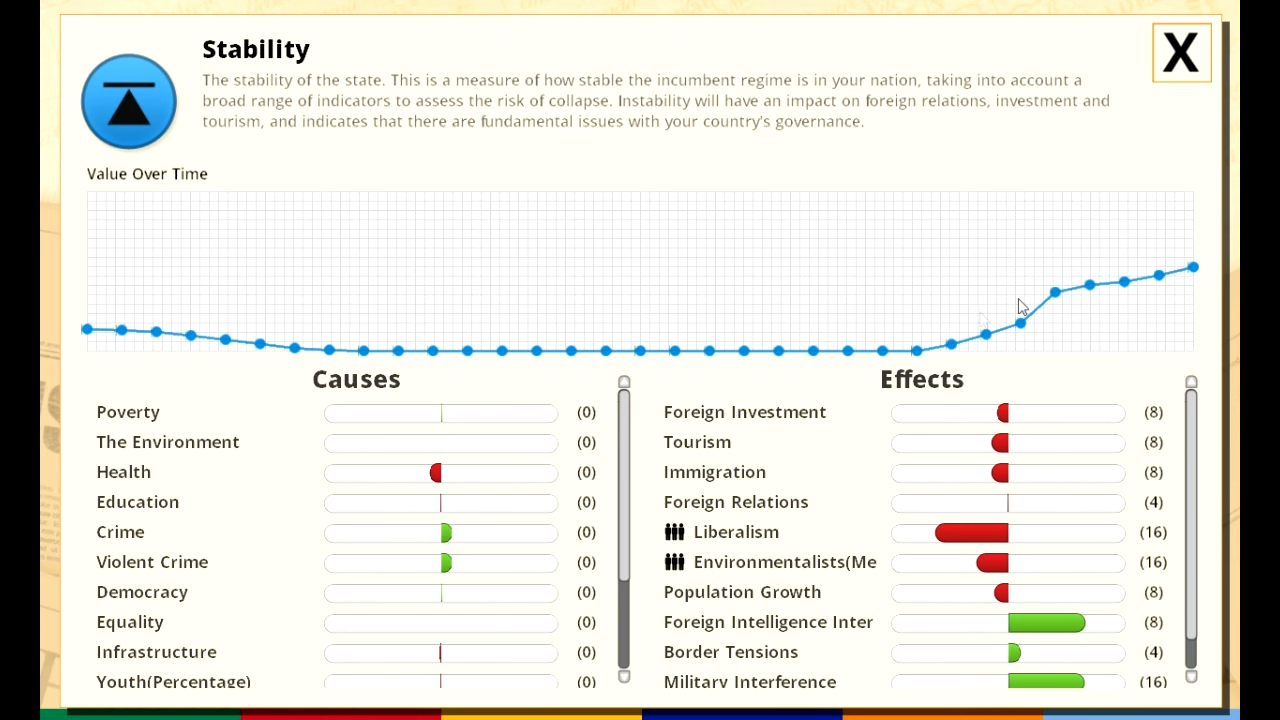 Stability
The stability of the state. This is a measure of how stable the incumbent regime is in your nation, taking into account a
broad range of indicators to assess the risk of collapse. Instability will have an impact on foreign relations, investment and
tourism, and indicates that there are fundamental issues with your country's governance.
X
Value Over Time
Causes
Effects
Poverty (0)
Foreign Investment (8)
The Environment (0)
Tourism (8)
Health (0)
Immigration (8)
Education (0)
Foreign Relations (4)
Crime (0)
Liberalism (16)
Violent Crime (0)
Environmentalists(Me (16)
Democracy (0)
Population Growth (8)
Equality (0)
Foreign Intelligence Inter (8)
Infrastructure (0)
Border Tensions (4)
Youth(Percentage) (0)
Military Interference (16)